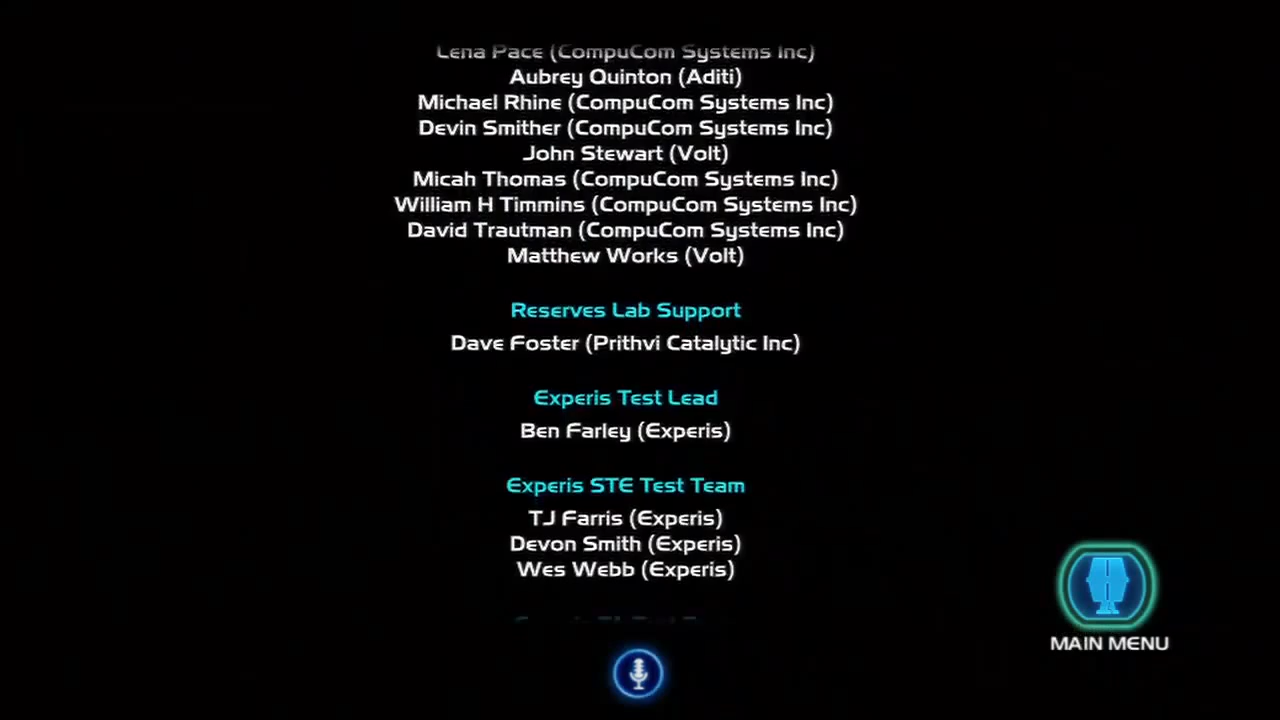 Lena Pace (CompuCom Systems Inc)
Aubrey Quinton (Aditi)
Michael Rhine (CompuCom Systems Inc)
Devin Smither (CompuCom Systems Inc)
John Stewart (Volt)
Micah Thomas (CompuCom Systems Inc)
William H Timmins (CompuCom Systems Inc)
David Trautman (CompuCom Systems Inc)
Matthew Works (Volt)
Reserves Lab Support
Dave Foster (Prithvi Catalytic Inc)
Experis Test Lead
Ben Farley (Experis)
Experis STE Test Team
TJ Farris (Experis)
Devon Smith (Experis)
Wes Webb (Experis)
MAIN MENU